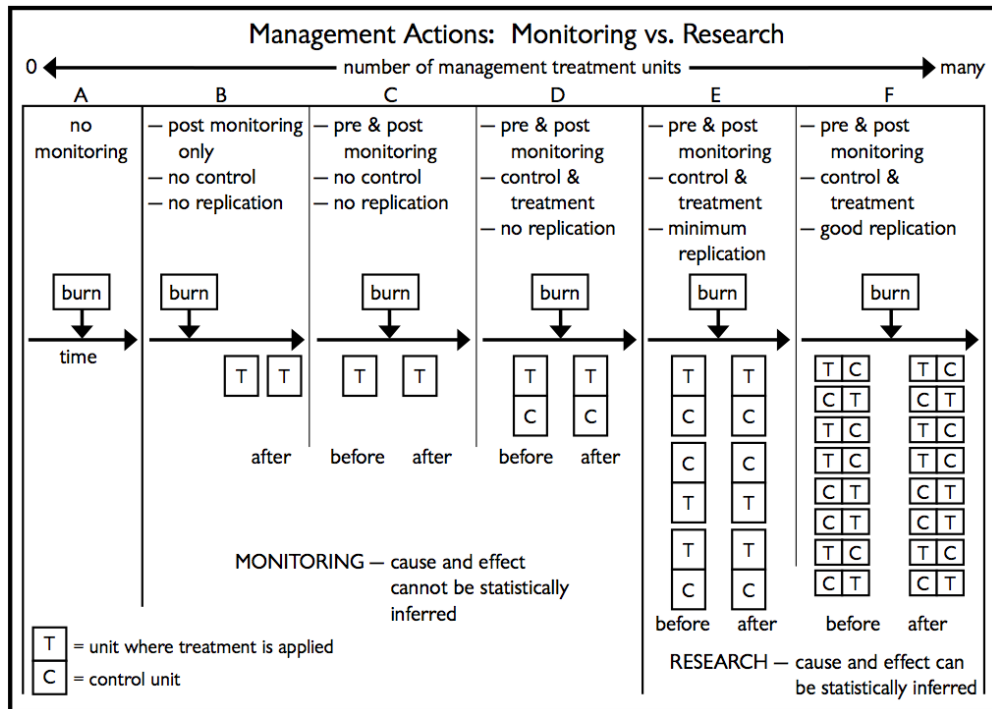 Management Actions: Monitoring vs. Research
0 number of management treatment units many
A
no
monitoring
burn
time
B
– post monitoring
only
– no control
– no replication
burn
T T
after
C
– pre & post
monitoring
– no control
– no replication
burn
T T
before after
D
– pre & post
monitoring
– control &
treatment
– no replication
burn
T T
C C
before after
E
– pre & post
monitoring
– control &
treatment
– minimum
replication
burn
T T
C C
C C
T T
T T
C C
before after
F
– pre & post
monitoring
– control &
treatment
– good replication
burn
T C T C
C T C T
T C T C
T C T C
C T C T
C T C T
T C T C
C T C T
before after
MONITORING – cause and effect
cannot be statistically
inferred
RESEARCH – cause and effect can
be statistically inferred
T = unit where treatment is applied
C = control unit